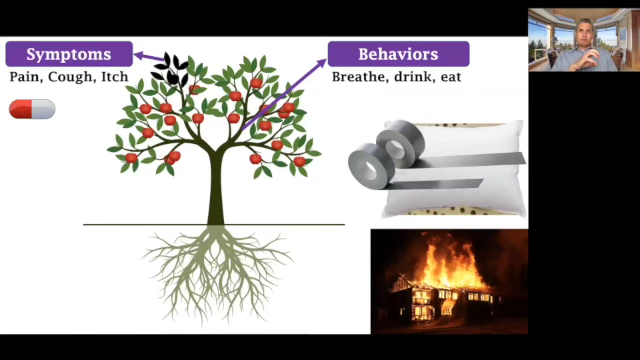 Symptoms
Pain, Cough, Itch
Behaviors
Breathe, drink, eat